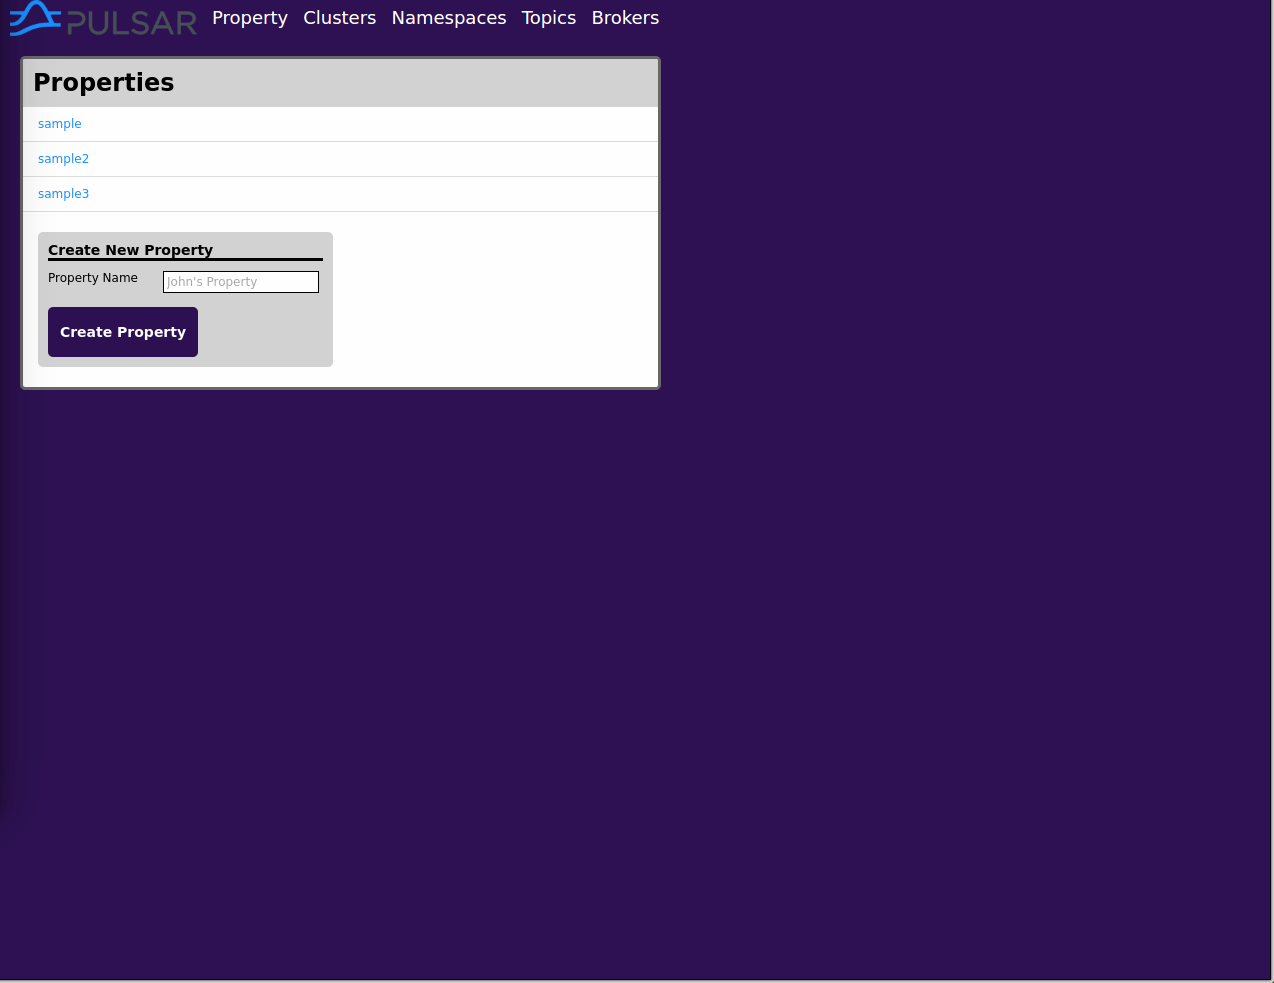 PULSAR Property Clusters Namespaces Topics Brokers
Properties
sample
sample2
sample3
Create New Property
Property Name John's Property
Create Property